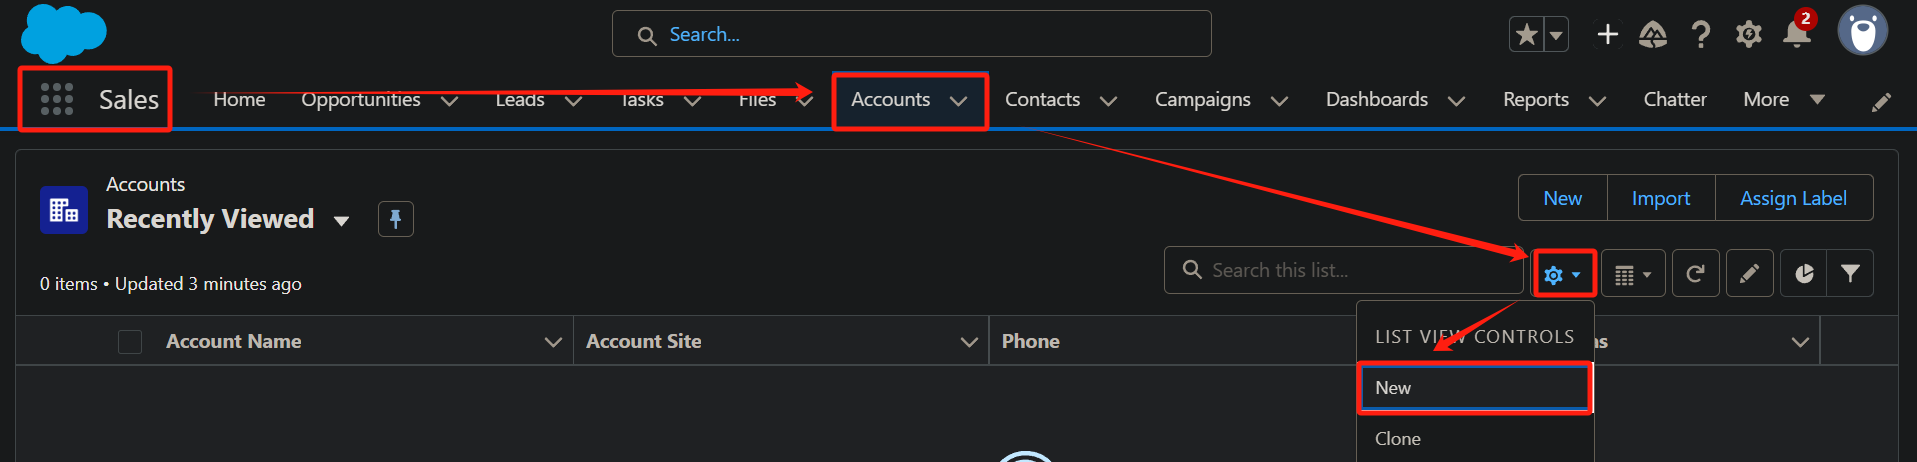 Search...
2
Sales
Home
Opportunities
Leads
Tasks
Files
Accounts
Contacts
Campaigns
Dashboards
Reports
Chatter
More
Accounts
Recently Viewed
New
Import
Assign Label
0 items • Updated 3 minutes ago
Search this list...
Account Name
Account Site
Phone
LIST VIEW CONTROLS
New
Clone